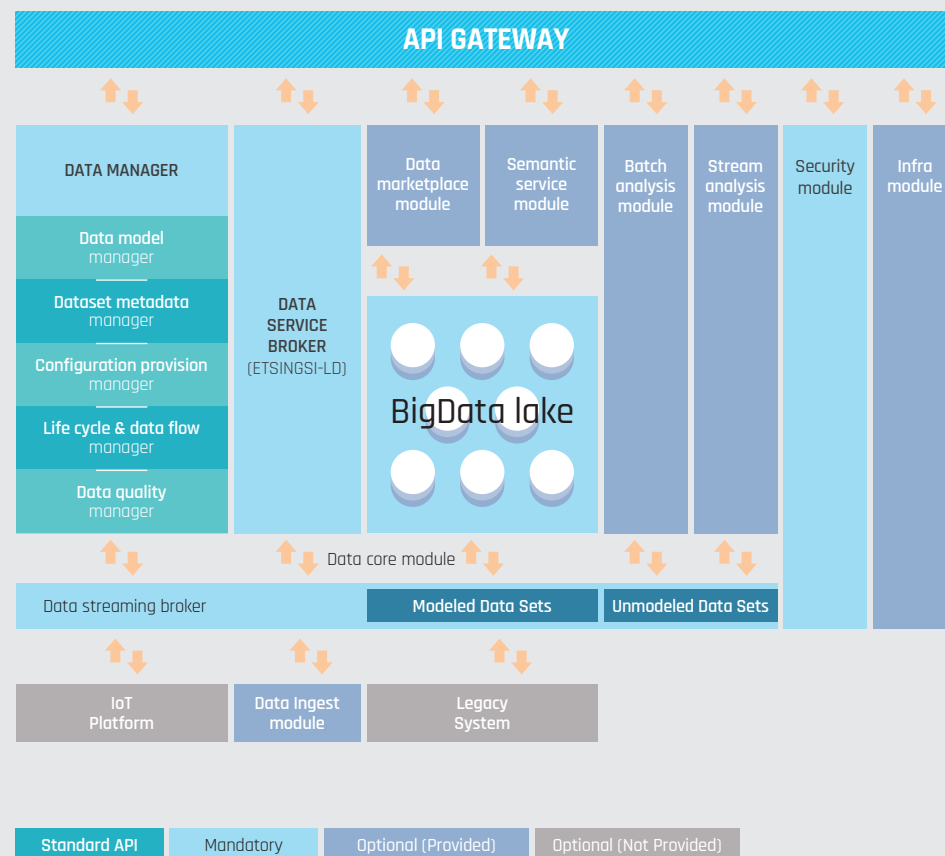 API GATEWAY
DATA MANAGER
Data model
manager
Dataset metadata
manager
Configuration provision
manager
Life cycle & data flow
manager
Data quality
manager
DATA
SERVICE
BROKER
(ETSINGSI-LD)
Data
marketplace
module
Semantic
service
module
BigData lake
Batch
analysis
module
Stream
analysis
module
Security
module
Infra
module
Data core module
Data streaming broker
Modeled Data Sets
Unmodeled Data Sets
IoT
Platform
Data Ingest
module
Legacy
System
Standard API
Mandatory
Optional (Provided)
Optional (Not Provided)